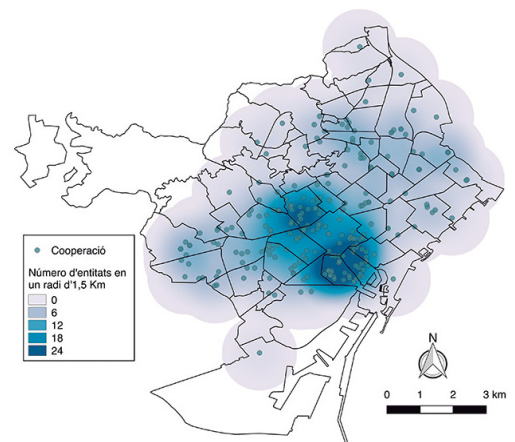 Cooperació
Número d'entitats en
un radi d'1,5 Km
0
6
12
18
24
N
0 1 2 3 km